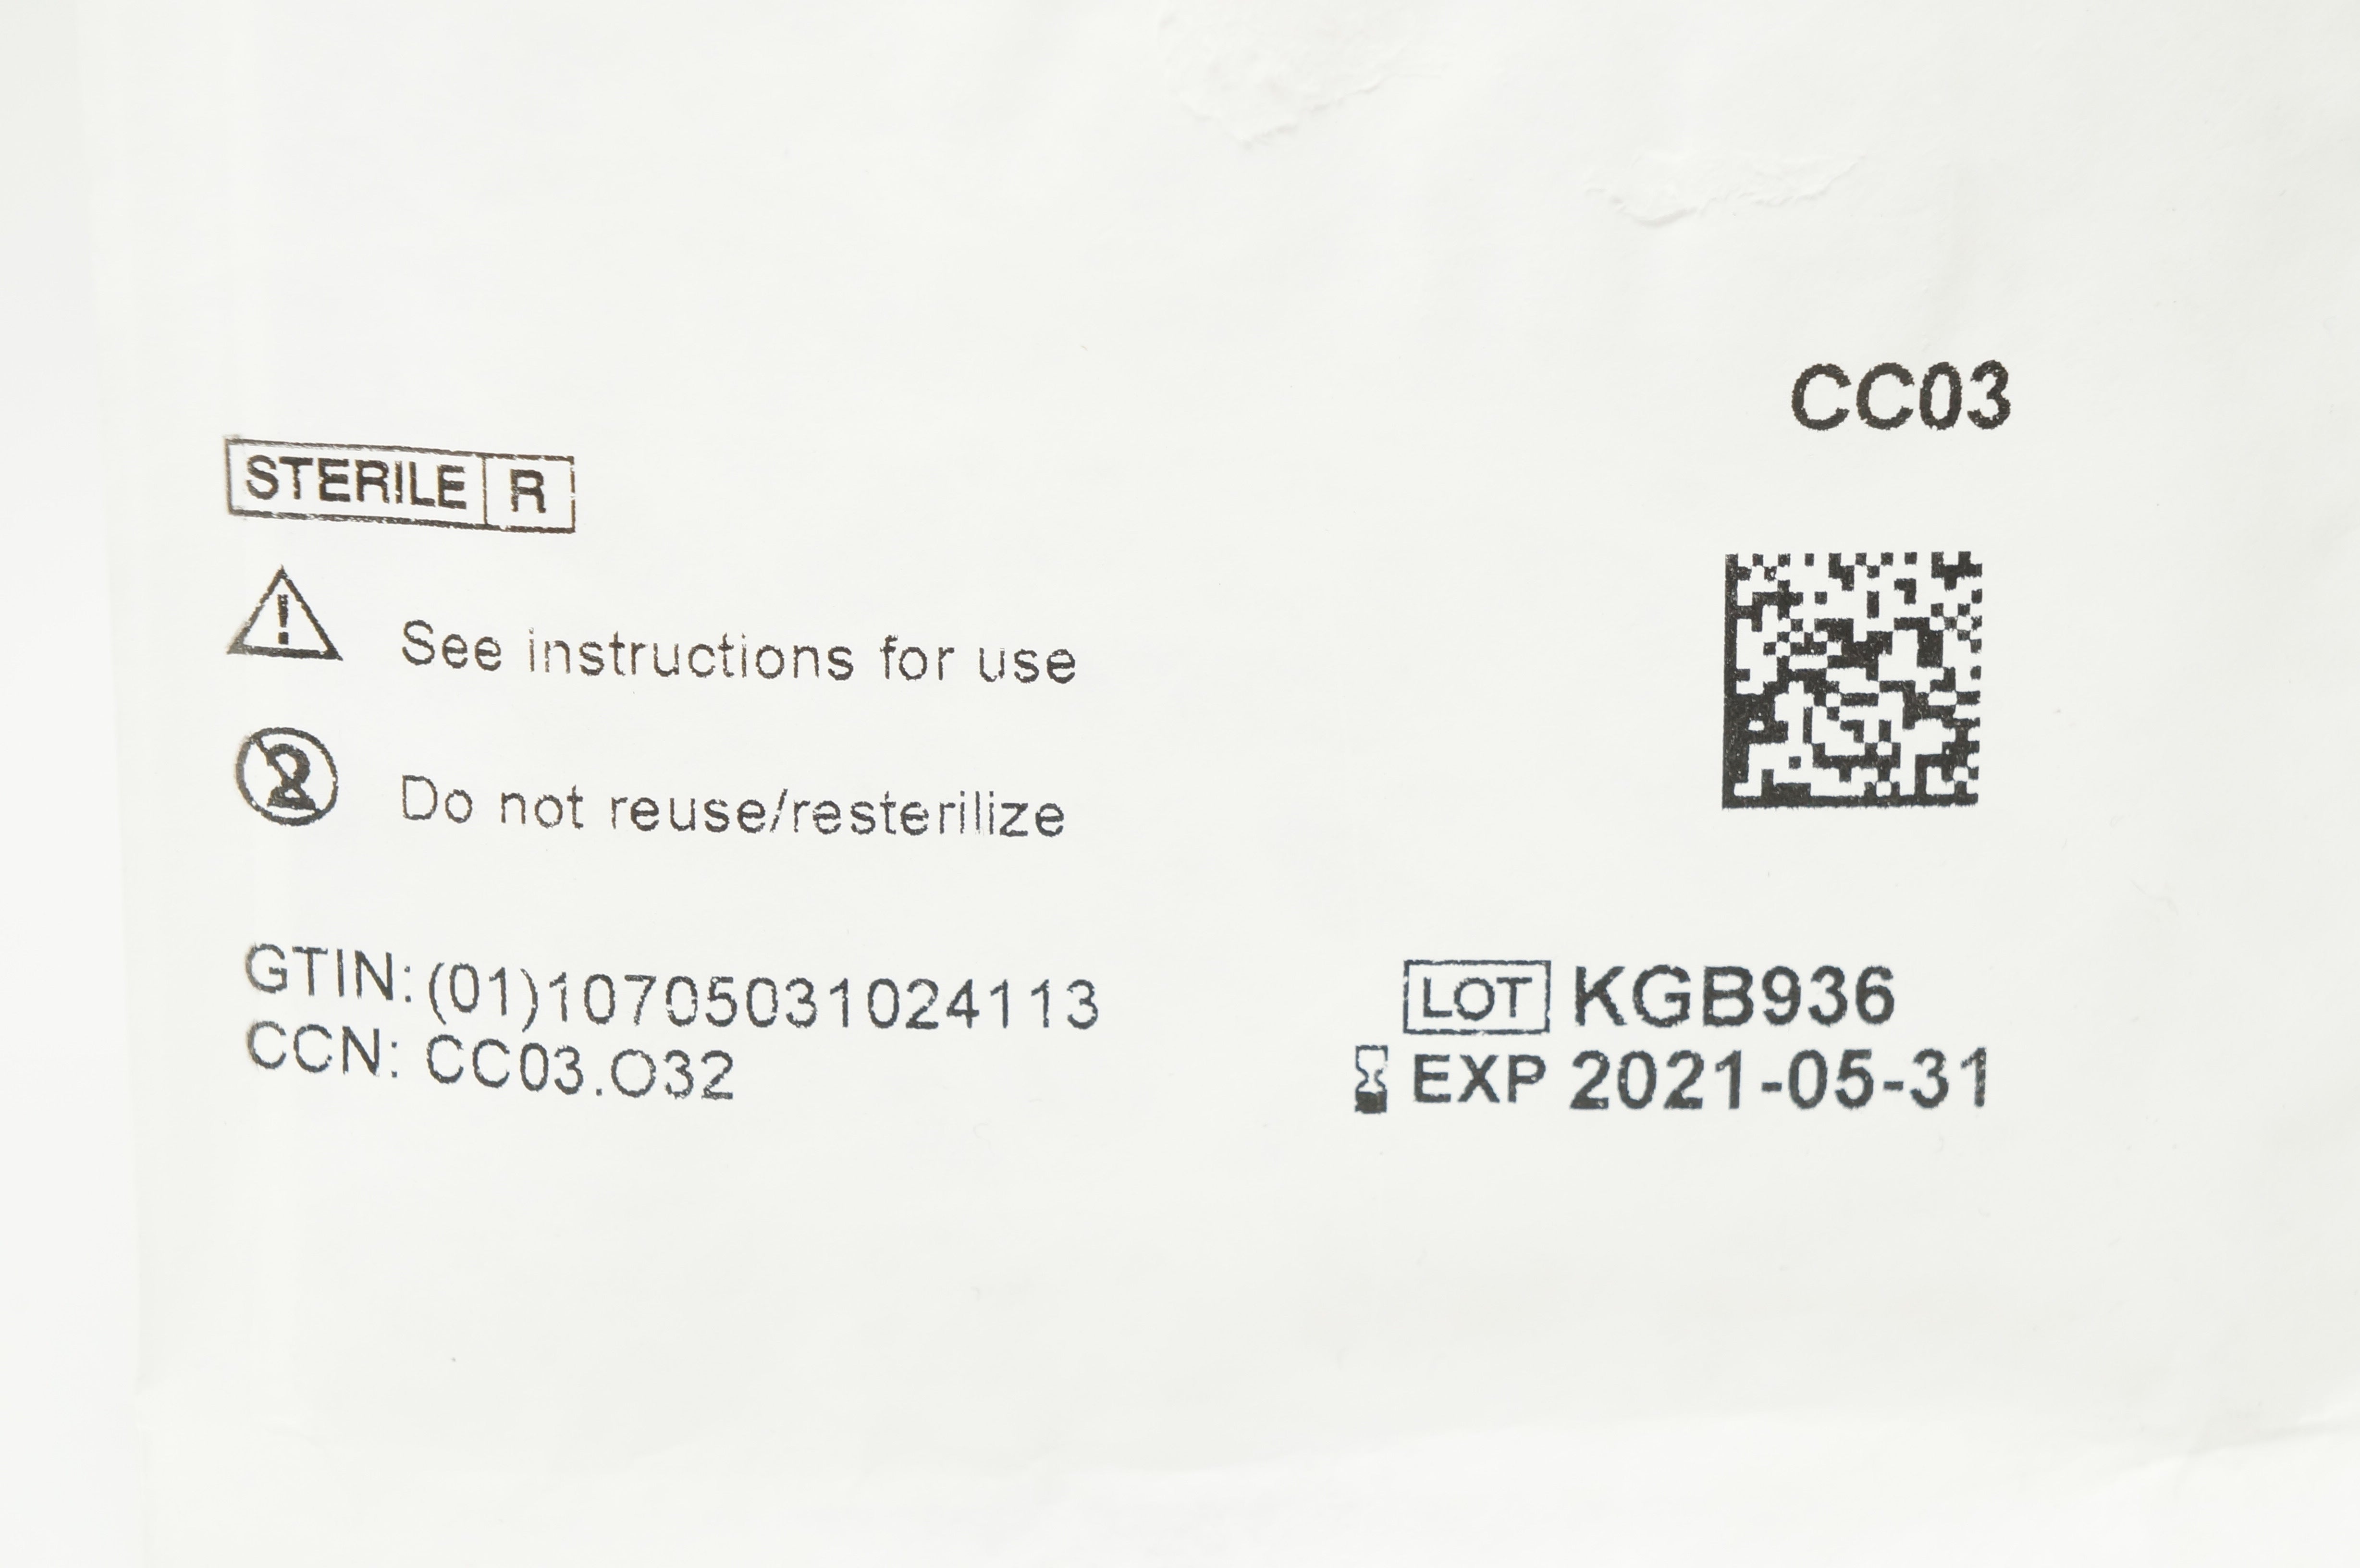 CC03
STERILE R
See instructions for use
Do not reuse/resterilize
GTIN: (01)10705031024113
CCN: CC03.O32
LOT KGB936
EXP 2021-05-31